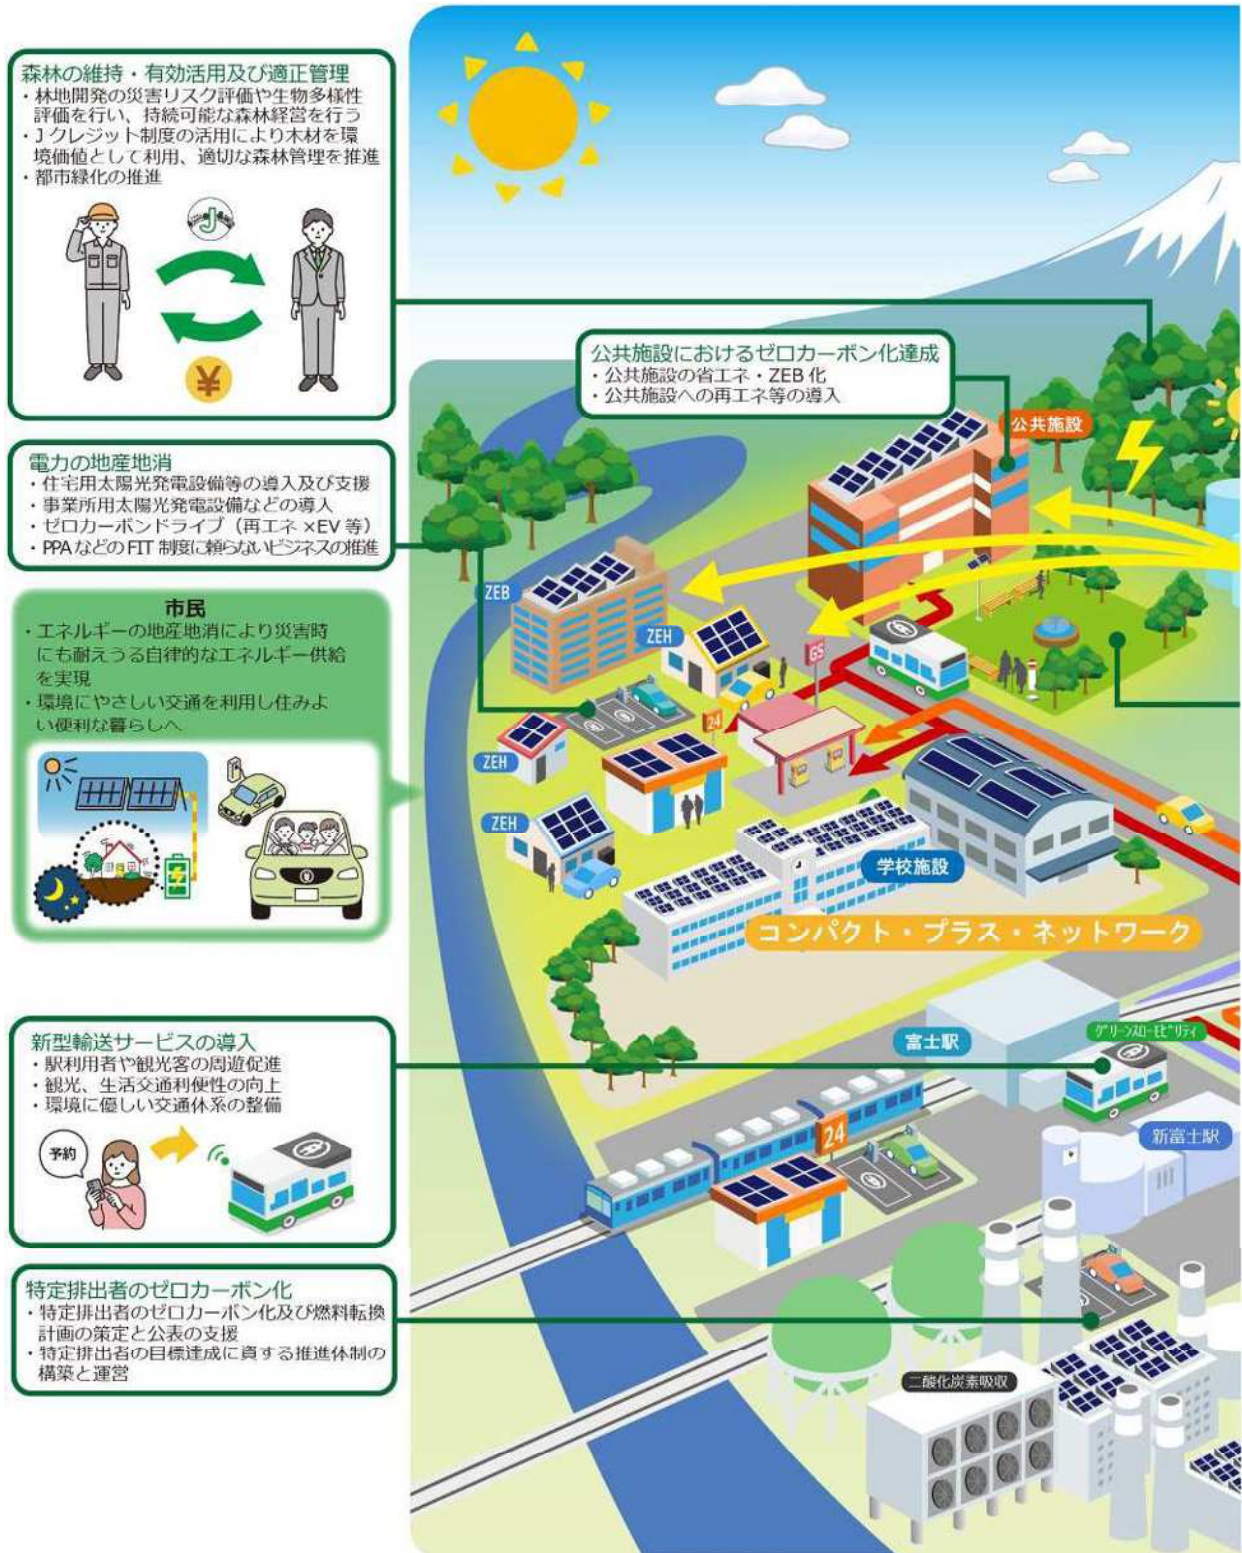 森林の維持・有効活用及び適正管理
・林地開発の災害リスク評価や生物多様性
評価を行い、持続可能な森林経営を行う
・Jクレジット制度の活用により木材を環
境価値として利用、適切な森林管理を推進
・都市緑化の推進
J
¥
公共施設におけるゼロカーボン化達成
・公共施設の省エネ・ZEB 化
・公共施設への再エネ等の導入
公共施設
電力の地産地消
・住宅用太陽光発電設備等の導入及び支援
・事業所用太陽光発電設備などの導入
・ゼロカーボンドライブ（再エネ ×EV 等）
・PPAなどのFIT 制度に頼らないビジネスの推進
ZEB
ZEH
GS
24
ZEH
ZEH
市民
・エネルギーの地産地消により災害時
にも耐えうる自律的なエネルギー供給
を実現
・環境にやさしい交通を利用し住みよ
い便利な暮らしへ
学校施設
コンパクト・プラス・ネットワーク
新型輸送サービスの導入
・駅利用者や観光客の周遊促進
・観光、生活交通利便性の向上
・環境に優しい交通体系の整備
予約
富士駅
ｸﾞﾘｰﾝｽﾛｰﾓﾋﾞﾘﾃｨ
新富士駅
24
特定排出者のゼロカーボン化
・特定排出者のゼロカーボン化及び燃料転換
計画の策定と公表の支援
・特定排出者の目標達成に資する推進体制の
構築と運営
二酸化炭素吸収